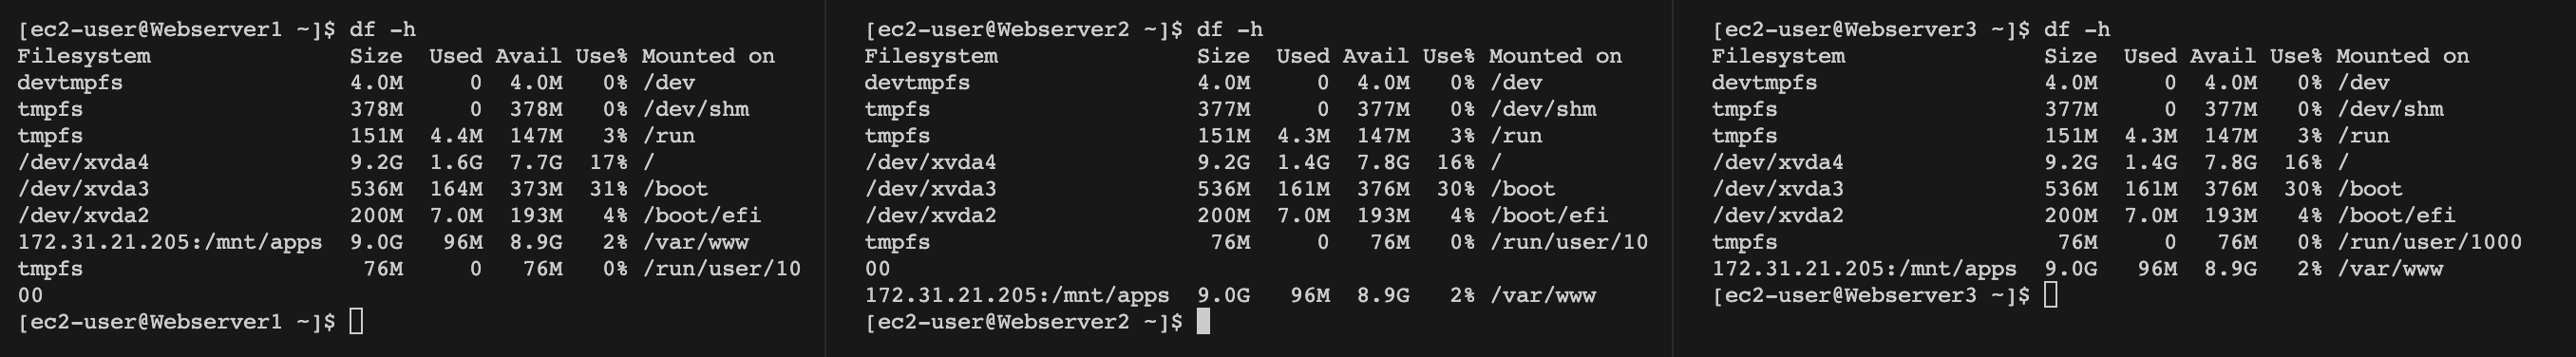 [ec2-user@Webserver1 ~]$ df -h
Filesystem                 Size  Used Avail Use% Mounted on
devtmpfs                   4.0M     0  4.0M   0% /dev
tmpfs                      378M     0  378M   0% /dev/shm
tmpfs                      151M  4.4M  147M   3% /run
/dev/xvda4                 9.2G  1.6G  7.7G  17% /
/dev/xvda3                 536M  164M  373M  31% /boot
/dev/xvda2                 200M  7.0M  193M   4% /boot/efi
172.31.21.205:/mnt/apps    9.0G   96M  8.9G   2% /var/www
tmpfs                       76M     0   76M   0% /run/user/10
00
[ec2-user@Webserver1 ~]$
[ec2-user@Webserver2 ~]$ df -h
Filesystem                 Size  Used Avail Use% Mounted on
devtmpfs                   4.0M     0  4.0M   0% /dev
tmpfs                      377M     0  377M   0% /dev/shm
tmpfs                      151M  4.3M  147M   3% /run
/dev/xvda4                 9.2G  1.4G  7.8G  16% /
/dev/xvda3                 536M  161M  376M  30% /boot
/dev/xvda2                 200M  7.0M  193M   4% /boot/efi
tmpfs                       76M     0   76M   0% /run/user/10
00
172.31.21.205:/mnt/apps    9.0G   96M  8.9G   2% /var/www
[ec2-user@Webserver2 ~]$
[ec2-user@Webserver3 ~]$ df -h
Filesystem                 Size  Used Avail Use% Mounted on
devtmpfs                   4.0M     0  4.0M   0% /dev
tmpfs                      377M     0  377M   0% /dev/shm
tmpfs                      151M  4.3M  147M   3% /run
/dev/xvda4                 9.2G  1.4G  7.8G  16% /
/dev/xvda3                 536M  161M  376M  30% /boot
/dev/xvda2                 200M  7.0M  193M   4% /boot/efi
tmpfs                       76M     0   76M   0% /run/user/1000
172.31.21.205:/mnt/apps    9.0G   96M  8.9G   2% /var/www
[ec2-user@Webserver3 ~]$